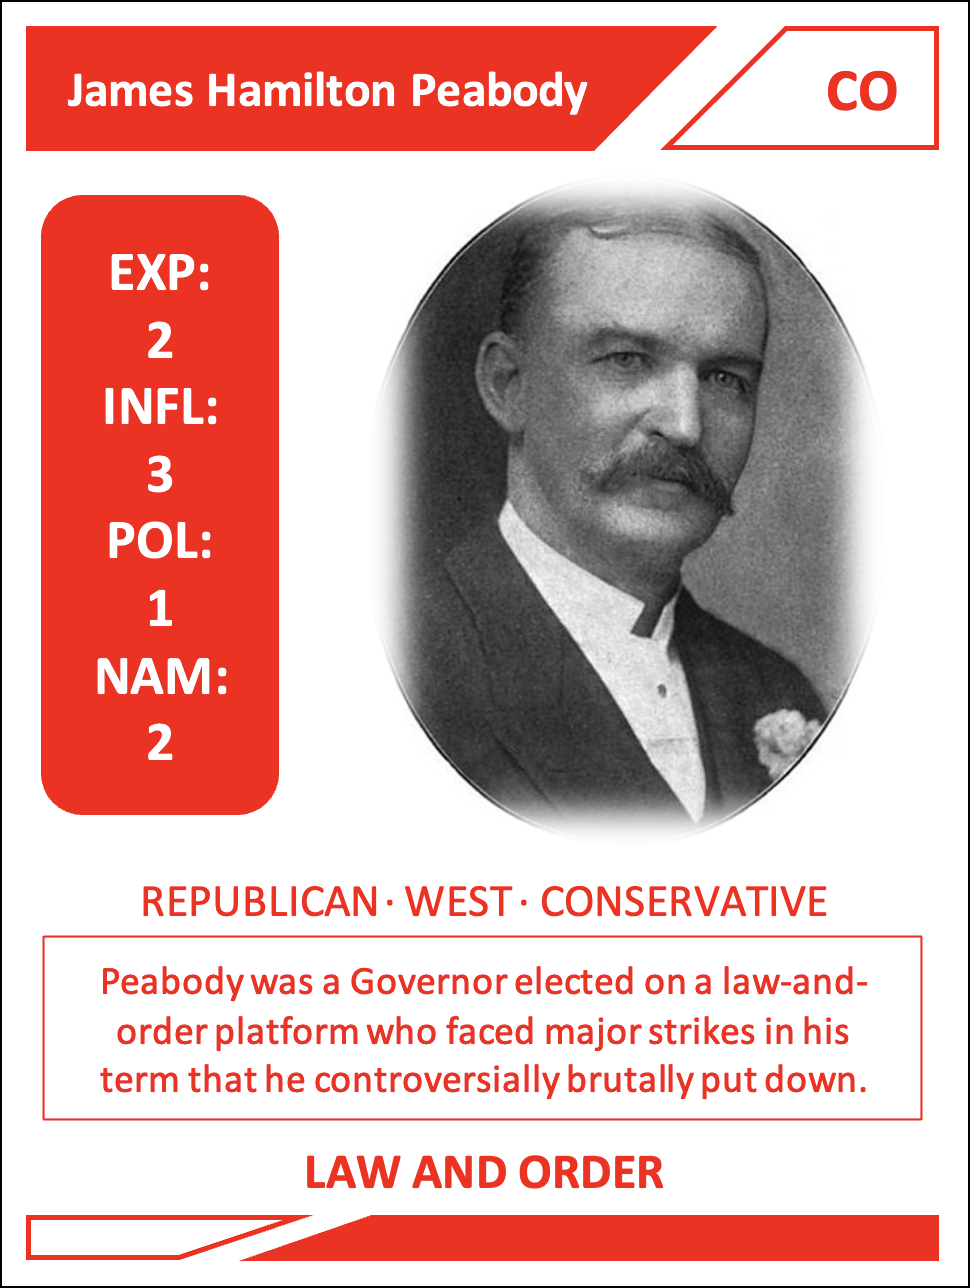 James Hamilton Peabody
CO
EXP:
2
INFL:
3
POL:
1
NAM:
2
REPUBLICAN · WEST · CONSERVATIVE
Peabody was a Governor elected on a law-and-
order platform who faced major strikes in his
term that he controversially brutally put down.
LAW AND ORDER